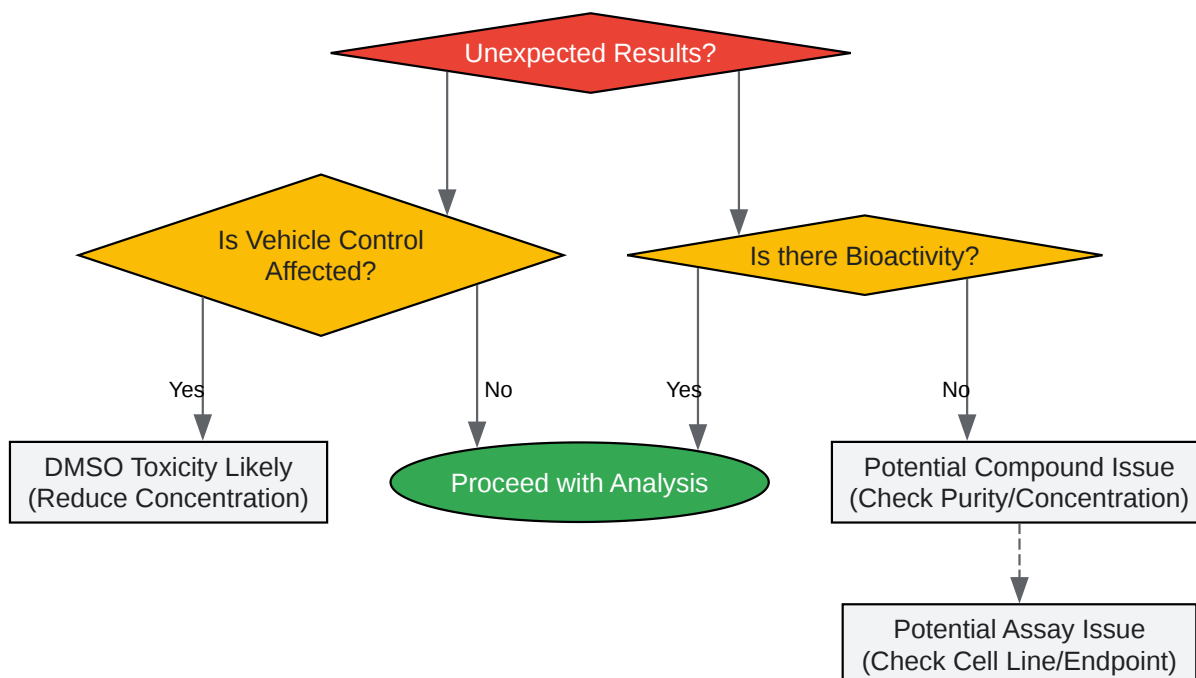 Unexpected Results?
Is Vehicle Control
Affected?
Is there Bioactivity?
Yes
No
Yes
No
DMSO Toxicity Likely
(Reduce Concentration)
Proceed with Analysis
Potential Compound Issue
(Check Purity/Concentration)
Potential Assay Issue
(Check Cell Line/Endpoint)